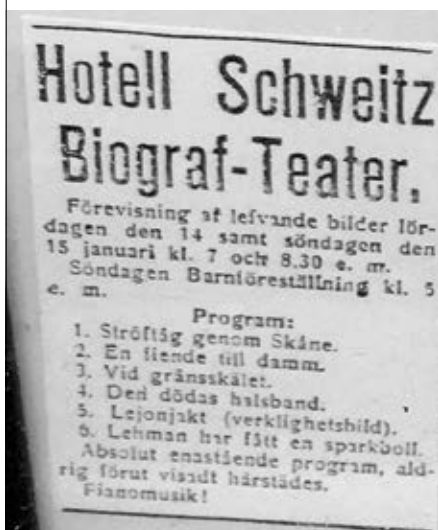 Hotell Schweitz
Biograf-Teater.
Förevisning af lefvande bilder lör-
dagen den 14 samt söndagen den
15 januari kl. 7 och 8.30 e. m.
Söndagen Barnföreställning kl. 5
e. m.
Program:
1. Ströftåg genom Skåne.
2. En fiende till damm.
3. Vid gränsskälet.
4. Den dödas halsband.
5. Lejonjakt (verklighetsbild).
6. Lehman har fått en sparkboll.
Absolut enastående program, ald-
rig förut visadt härstädes.
Pianomusik!